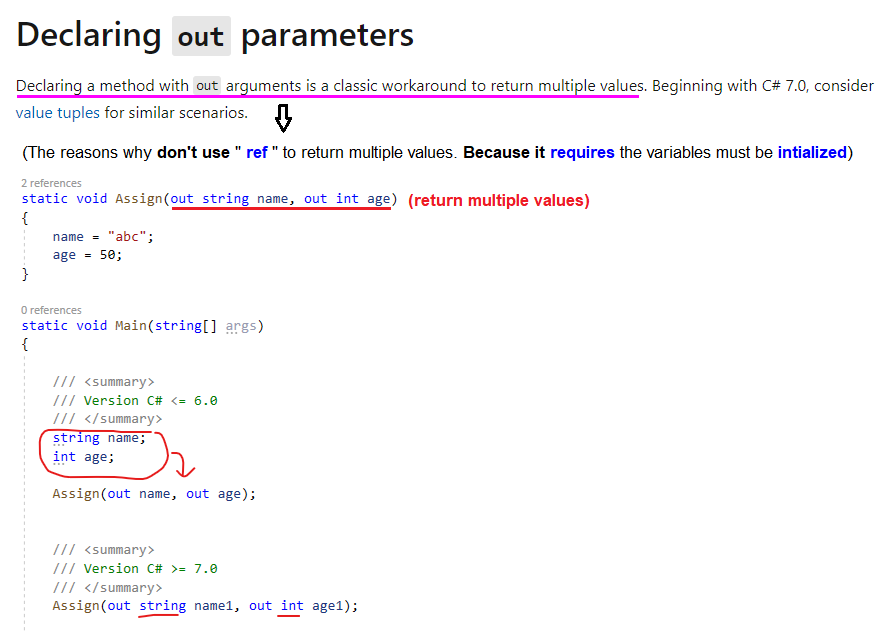 Declaring out parameters
Declaring a method with out arguments is a classic workaround to return multiple values. Beginning with C# 7.0, consider
value tuples for similar scenarios.
(The reasons why don't use " ref " to return multiple values. Because it requires the variables must be intialized)
2 references
static void Assign(out string name, out int age) (return multiple values)
{
name = "abc";
age = 50;
}
0 references
static void Main(string[] args)
{
/// <summary>
/// Version C# <= 6.0
/// </summary>
string name;
int age;
Assign(out name, out age);
/// <summary>
/// Version C# >= 7.0
/// </summary>
Assign(out string name1, out int age1);